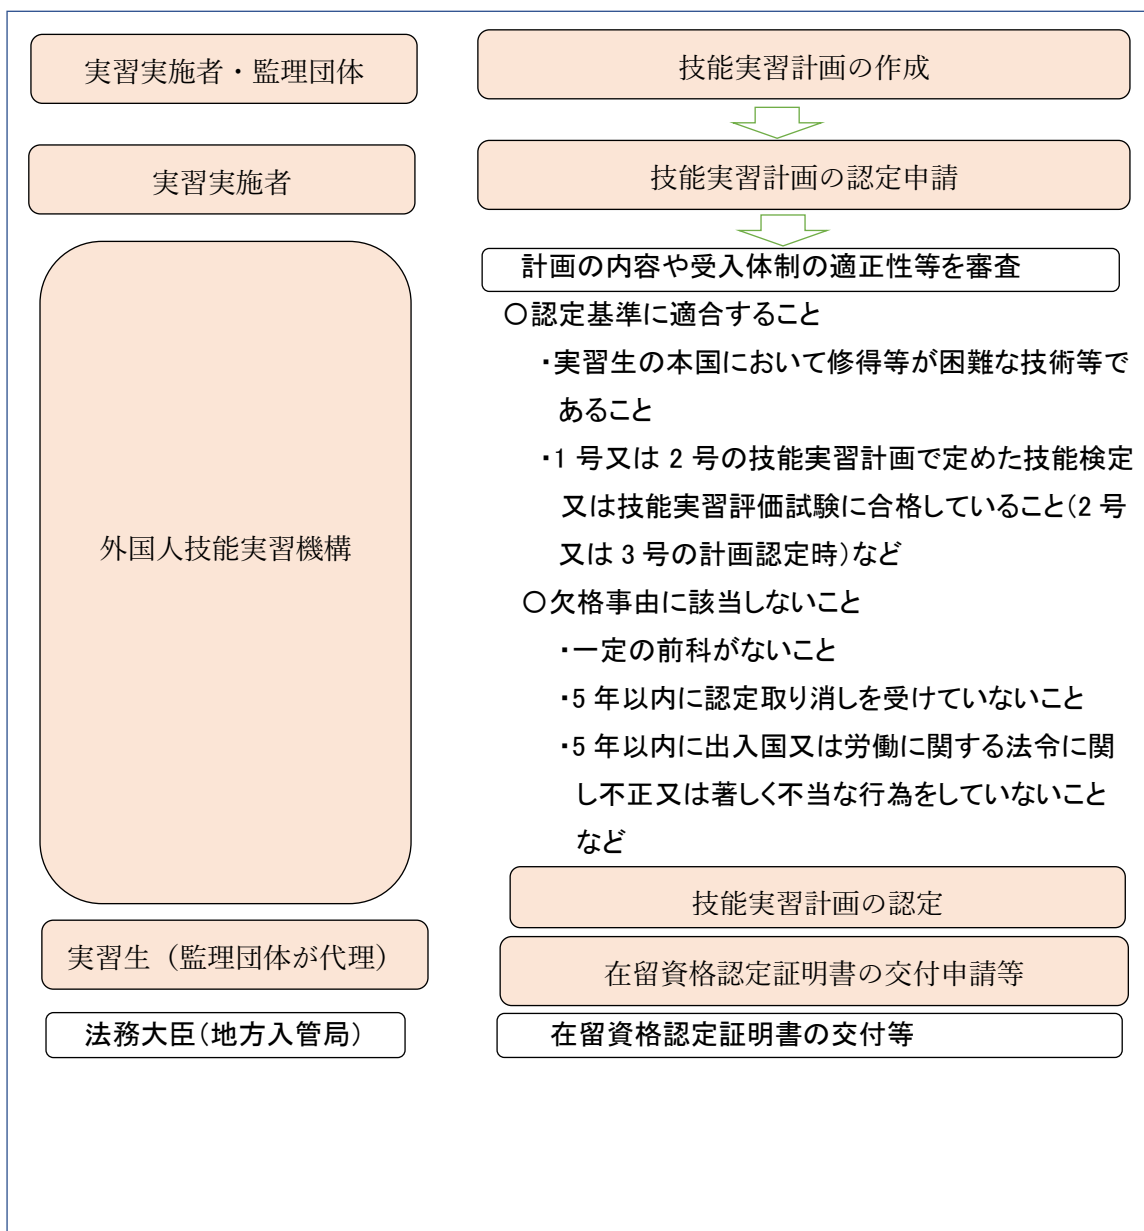 実習実施者・監理団体
技能実習計画の作成
実習実施者
技能実習計画の認定申請
外国人技能実習機構
計画の内容や受入体制の適正性等を審査
〇認定基準に適合すること
・実習生の本国において修得等が困難な技術等で
あること
・1 号又は 2 号の技能実習計画で定めた技能検定
又は技能実習評価試験に合格していること(2 号
又は 3 号の計画認定時)など
〇欠格事由に該当しないこと
・一定の前科がないこと
・5 年以内に認定取り消しを受けていないこと
・5 年以内に出入国又は労働に関する法令に関
し不正又は著しく不当な行為をしていないこと
など
技能実習計画の認定
実習生(監理団体が代理)
在留資格認定証明書の交付申請等
法務大臣(地方入管局)
在留資格認定証明書の交付等